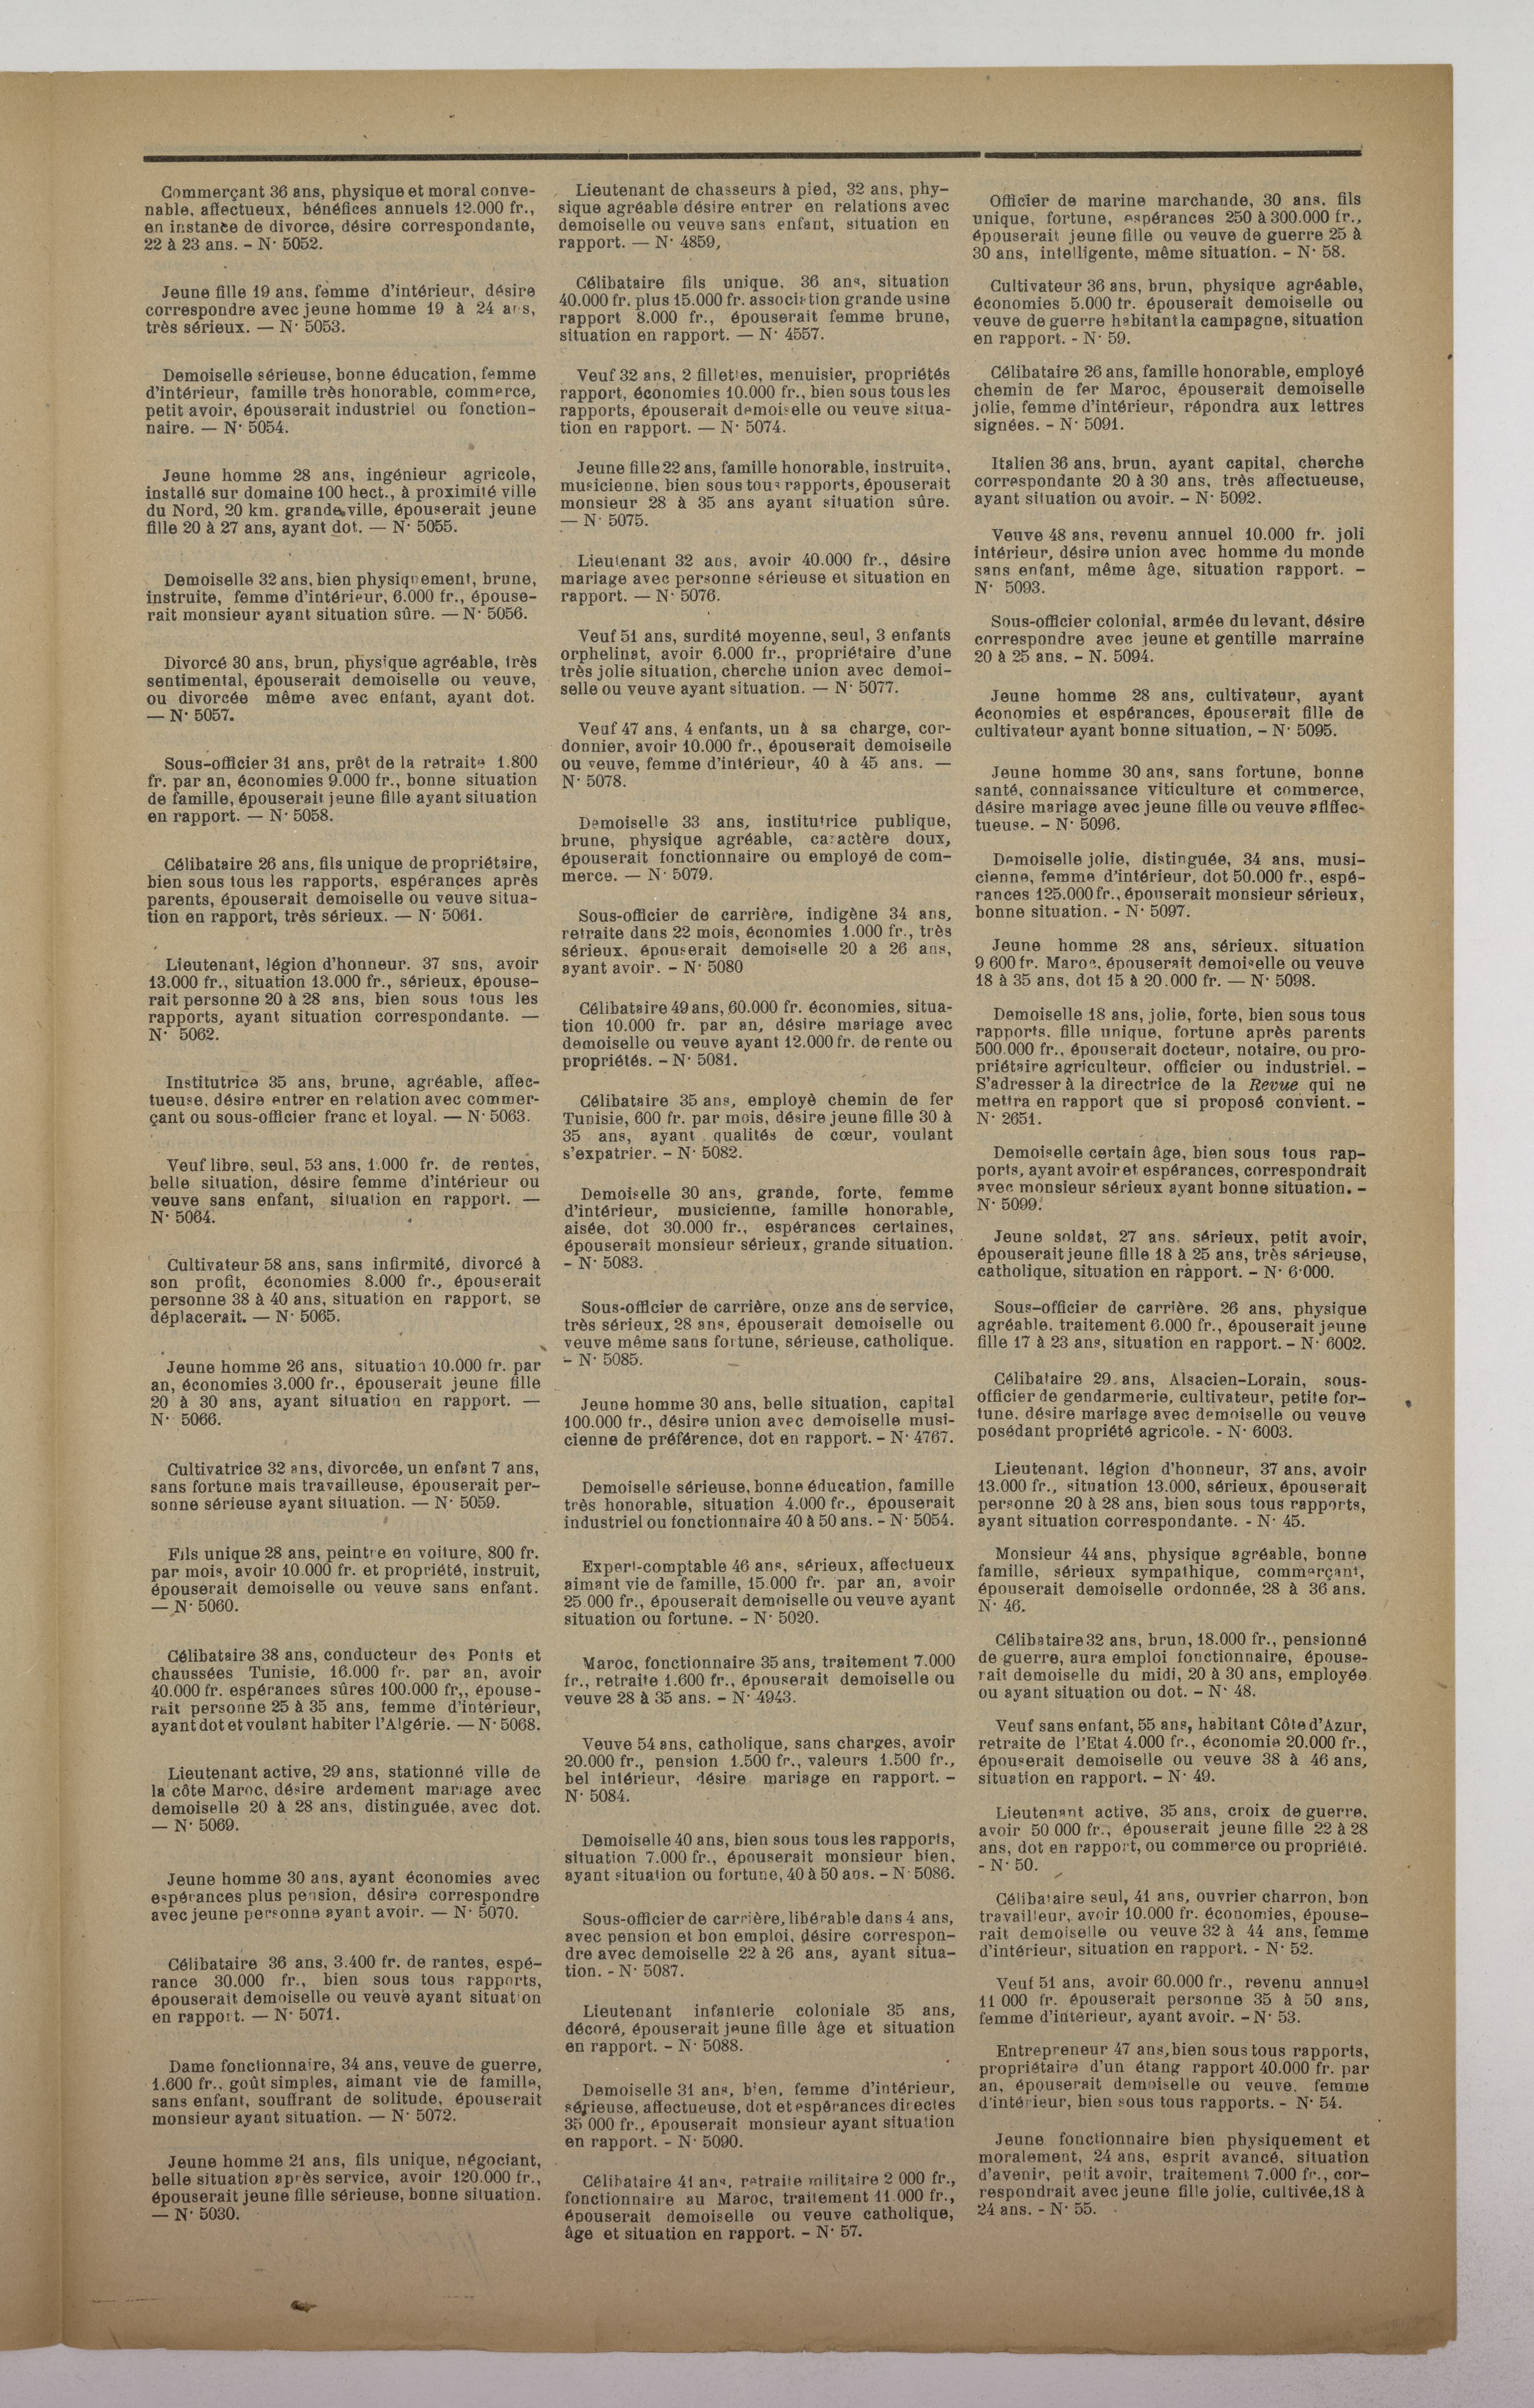 Commerçant 36 ans, physique et moral conve-
nable, affectueux, bénéfices annuels 12.000 fr.,
en instance de divorce, désire correspondante,
22 à 23 ans. – N· 5052.
Jeune fille 19 ans, femme d'intérieur, désire
correspondre avec jeune homme 19 à 24 ans,
très sérieux. — N· 5053.
Demoiselle sérieuse, bonne éducation, femme
d'intérieur, famille très honorable, commerce,
petit avoir, épouserait industriel ou fonction-
naire. — N· 5054.
Jeune homme 28 ans, ingénieur agricole,
installé sur domaine 100 hect., à proximité ville
du Nord, 20 km. grande ville, épouserait jeune
fille 20 à 27 ans, ayant dot. — N· 5055.
Demoiselle 32 ans, bien physiquement, brune,
instruite, femme d'intérieur, 6.000 fr., épouse-
rait monsieur ayant situation sûre. — N· 5056.
Divorcé 30 ans, brun, physique agréable, très
sentimental, épouserait demoiselle ou veuve,
ou divorcée même avec enfant, ayant dot.
— N· 5057.
Sous-officier 31 ans, prêt de la retraite 1.800
fr. par an, économies 9.000 fr., bonne situation
de famille, épouserait jeune fille ayant situation
en rapport. — N· 5058.
Célibataire 26 ans, fils unique de propriétaire,
bien sous tous les rapports, espérances après
parents, épouserait demoiselle ou veuve situa-
tion en rapport, très sérieux. — N· 5061.
Lieutenant, légion d'honneur. 37 sns, avoir
13.000 fr., situation 13.000 fr., sérieux, épouse-
rait personne 20 à 28 ans, bien sous tous les
rapports, ayant situation correspondante. —
N· 5062.
Institutrice 35 ans, brune, agréable, affec-
tueuse, désire entrer en relation avec commer-
çant ou sous-officier franc et loyal. — N· 5063.
Veuf libre, seul, 53 ans, 1.000 fr. de rentes,
belle situation, désire femme d'intérieur ou
veuve sans enfant, situation en rapport. —
N· 5064.
Cultivateur 58 ans, sans infirmité, divorcé à
son profit, économies 8.000 fr., épouserait
personne 38 à 40 ans, situation en rapport, se
déplacerait. — N· 5065.
Jeune homme 26 ans, situation 10.000 fr. par
an, économies 3.000 fr., épouserait jeune fille
20 à 30 ans, ayant situation en rapport. —
N· 5066.
Cultivatrice 32 ans, divorcée, un enfant 7 ans,
sans fortune mais travailleuse, épouserait per-
sonne sérieuse ayant situation. — N· 5059.
Fils unique 28 ans, peintre en voiture, 800 fr.
par mois, avoir 10.000 fr. et propriété, instruit,
épouserait demoiselle ou veuve sans enfant.
— N· 5060.
Célibataire 38 ans, conducteur des Ponts et
chaussées Tunisie, 16.000 fr. par an, avoir
40.000 fr. espérances sûres 100.000 fr,, épouse-
rait personne 25 à 35 ans, femme d'intérieur,
ayant dot et voulant habiter l'Algérie. — N· 5068.
Lieutenant active, 29 ans, stationné ville de
la côte Maroc, désire ardement mariage avec
demoiselle 20 à 28 ans, distinguée, avec dot.
— N· 5069.
Jeune homme 30 ans, ayant économies avec
espérances plus pension, désire correspondre
avec jeune personne ayant avoir. — N· 5070.
Célibataire 36 ans, 3.400 fr. de rantes, espé-
rance 30.000 fr., bien sous tous rapports,
épouserait demoiselle ou veuve ayant situation
en rapport. — N· 5071.
Dame fonctionnaire, 34 ans, veuve de guerre,
1.600 fr., goût simples, aimant vie de famille,
sans enfant, souffrant de solitude, épouserait
monsieur ayant situation. — N· 5072.
Jeune homme 21 ans, fils unique, négociant,
belle situation après service, avoir 120.000 fr.,
épouserait jeune fille sérieuse, bonne situation.
— N· 5030.
Lieutenant de chasseurs à pied, 32 ans, phy-
sique agréable désire entrer en relations avec
demoiselle ou veuve sans enfant, situation en
rapport. — N· 4859,
Célibataire fils unique, 36 ans, situation
40.000 fr. plus 15.000 fr. association grande usine
rapport 8.000 fr., épouserait femme brune,
situation en rapport. — N· 4557.
Veuf 32 ans, 2 fillettes, menuisier, propriétés
rapport, économies 10.000 fr., bien sous tous les
rapports, épouserait demoiselle ou veuve situa-
tion en rapport. — N· 5074.
Jeune fille 22 ans, famille honorable, instruite,
musicienne, bien sous tous rapports, épouserait
monsieur 28 à 35 ans ayant situation sûre.
— N· 5075.
Lieutenant 32 ans, avoir 40.000 fr., désire
mariage avec personne sérieuse et situation en
rapport. — N· 5076.
Veuf 51 ans, surdité moyenne, seul, 3 enfants
orphelinat, avoir 6.000 fr., propriétaire d'une
très jolie situation, cherche union avec demoi-
selle ou veuve ayant situation. — N· 5077.
Veuf 47 ans, 4 enfants, un à sa charge, cor-
donnier, avoir 10.000 fr., épouserait demoiselle
ou veuve, femme d'intérieur, 40 à 45 ans. —
N· 5078.
Demoiselle 33 ans, institutrice publique,
brune, physique agréable, caractère doux,
épouserait fonctionnaire ou employé de com-
merce. — N· 5079.
Sous-officier de carrière, indigène 34 ans,
retraite dans 22 mois, économies 1.000 fr., très
sérieux, épouserait demoiselle 20 à 26 ans,
ayant avoir. – N· 5080
Célibataire 49 ans, 60.000 fr. économies, situa-
tion 10.000 fr. par an, désire mariage avec
demoiselle ou veuve ayant 12.000 fr. de rente ou
propriétés. – N· 5081.
Célibataire 35 ans, employè chemin de fer
Tunisie, 600 fr. par mois, désire jeune fille 30 à
35 ans, ayant qualités de cœur, voulant
s'expatrier. – N· 5082.
Demoiselle 30 ans, grande, forte, femme
d'intérieur, musicienne, famille honorable,
aisée, dot 30.000 fr., espérances certaines,
épouserait monsieur sérieux, grande situation.
– N· 5083.
Sous-officier de carrière, onze ans de service,
très sérieux, 28 ans, épouserait demoiselle ou
veuve même sans fortune, sérieuse, catholique.
– N· 5085.
Jeune homme 30 ans, belle situation, capital
100.000 fr., désire union avec demoiselle musi-
cienne de préférence, dot en rapport. – N· 4767.
Demoiselle sérieuse, bonne éducation, famille
très honorable, situation 4.000 fr., épouserait
industriel ou fonctionnaire 40 à 50 ans. – N· 5054.
Expert-comptable 46 ans, sérieux, affectueux
aimant vie de famille, 15.000 fr. par an, avoir
25.000 fr., épouserait demoiselle ou veuve ayant
situation ou fortune. – N· 5020.
Maroc, fonctionnaire 35 ans, traitement 7.000
fr., retraite 1.600 fr., épouserait demoiselle ou
veuve 28 à 35 ans. – N· 4943.
Veuve 54 ans, catholique, sans charges, avoir
20.000 fr., pension 1.500 fr., valeurs 1.500 fr.,
bel intérieur, désire mariage en rapport. –
N· 5084.
Demoiselle 40 ans, bien sous tous les rapports,
situation 7.000 fr., épouserait monsieur bien,
ayant situation ou fortune, 40 à 50 ans. – N· 5086.
Sous-officier de carrière, libérable dans 4 ans,
avec pension et bon emploi, désire correspon-
dre avec demoiselle 22 à 26 ans, ayant situa-
tion. - N· 5087.
Lieutenant infanterie coloniale 35 ans,
décoré, épouserait jeune fille âge et situation
en rapport. – N· 5088.
Demoiselle 31 ans, bien, femme d'intérieur,
sérieuse, affectueuse, dot et espérances directes
35 000 fr., épouserait monsieur ayant situation
en rapport. - N· 5090.
Célibataire 41 ans, retraite militaire 2 000 fr.,
fonctionnaire au Maroc, traitement 11.000 fr.,
épouserait demoiselle ou veuve catholique,
âge et situation en rapport. – N· 57.
Officier de marine marchande, 30 ans, fils
unique, fortune, espérances 250 à 300.000 fr.,
épouserait jeune fille ou veuve de guerre 25 à
30 ans, intelligente, même situation. – N· 58.
Cultivateur 36 ans, brun, physique agréable,
économies 5.000 fr. épouserait demoiselle ou
veuve de guerre habitant la campagne, situation
en rapport. - N· 59.
Célibataire 26 ans, famille honorable, employé
chemin de fer Maroc, épouserait demoiselle
jolie, femme d'intérieur, répondra aux lettres
signées. – N· 5091.
Italien 36 ans, brun, ayant capital, cherche
correspondante 20 à 30 ans, très affectueuse,
ayant situation ou avoir. – N· 5092.
Veuve 48 ans, revenu annuel 10.000 fr. joli
intérieur, désire union avec homme du monde
sans enfant, même âge, situation rapport. –
N· 5093.
Sous-officier colonial, armée du levant, désire
correspondre avec jeune et gentille marraine
20 à 25 ans. – N. 5094.
Jeune homme 28 ans, cultivateur, ayant
économies et espérances, épouserait fille de
cultivateur ayant bonne situation, – N· 5095.
Jeune homme 30 ans, sans fortune, bonne
santé, connaissance viticulture et commerce,
désire mariage avec jeune fille ou veuve afiffec-
tueuse. – N· 5096.
Demoiselle jolie, distinguée, 34 ans, musi-
cienne, femme d'intérieur, dot 50.000 fr., espé-
rances 125.000 fr., épouserait monsieur sérieux,
bonne situation. - N· 5097.
Jeune homme 28 ans, sérieux, situation
9 600 fr. Maroc, épouserait demoiselle ou veuve
18 à 35 ans, dot 15 à 20.000 fr. — N· 5098.
Demoiselle 18 ans, jolie, forte, bien sous tous
rapports, fille unique, fortune après parents
500.000 fr., épouserait docteur, notaire, ou pro-
priétaire agriculteur, officier ou industriel. –
S'adresser à la directrice de la Revue qui ne
mettra en rapport que si proposé convient. –
N· 2651.
Demoiselle certain âge, bien sous tous rap-
ports, ayant avoir et espérances, correspondrait
avec monsieur sérieux ayant bonne situation. –
N· 5099.
Jeune soldat, 27 ans, sérieux, petit avoir,
épouserait jeune fille 18 à 25 ans, très sérieuse,
catholique, situation en rapport. – N· 6·000.
Sous-officier de carrière, 26 ans, physique
agréable, traitement 6.000 fr., épouserait jeune
fille 17 à 23 ans, situation en rapport. – N· 6002.
Célibataire 29 ans, Alsacien-Lorain, sous-
officier de gendarmerie, cultivateur, petite for-
tune, désire mariage avec demoiselle ou veuve
posédant propriété agricole. - N· 6003.
Lieutenant, légion d'honneur, 37 ans, avoir
13.000 fr., situation 13.000, sérieux, épouserait
personne 20 à 28 ans, bien sous tous rapports,
ayant situation correspondante. - N· 45.
Monsieur 44 ans, physique agréable, bonne
famille, sérieux sympathique, commerçant,
épouserait demoiselle ordonnée, 28 à 36 ans.
N· 46.
Célibataire 32 ans, brun, 18.000 fr., pensionné
de guerre, aura emploi fonctionnaire, épouse-
rait demoiselle du midi, 20 à 30 ans, employée
ou ayant situation ou dot. – N· 48.
Veuf sans enfant, 55 ans, habitant Côte d'Azur,
retraite de l'Etat 4.000 fr., économie 20.000 fr.,
épouserait demoiselle ou veuve 38 à 46 ans,
situation en rapport. – N· 49.
Lieutenant active, 35 ans, croix de guerre,
avoir 50 000 fr., épouserait jeune fille 22 à 28
ans, dot en rapport, ou commerce ou propriété.
- N· 50.
Célibataire seul, 41 ans, ouvrier charron, bon
travailleur, avoir 10.000 fr. économies, épouse-
rait demoiselle ou veuve 32 à 44 ans, femme
d'intérieur, situation en rapport. - N· 52.
Veuf 51 ans, avoir 60.000 fr., revenu annuel
11 000 fr. épouserait personne 35 à 50 ans,
femme d'intérieur, ayant avoir. – N· 53.
Entrepreneur 47 ans, bien sous tous rapports,
propriétaire d'un étang rapport 40.000 fr. par
an, épouserait demoiselle ou veuve, femme
d'intérieur, bien sous tous rapports. - N· 54.
Jeune fonctionnaire bien physiquement et
moralement, 24 ans, esprit avancé, situation
d'avenir, petit avoir, traitement 7.000 fr., cor-
respondrait avec jeune fille jolie, cultivée, 18 à
24 ans. - N· 55.